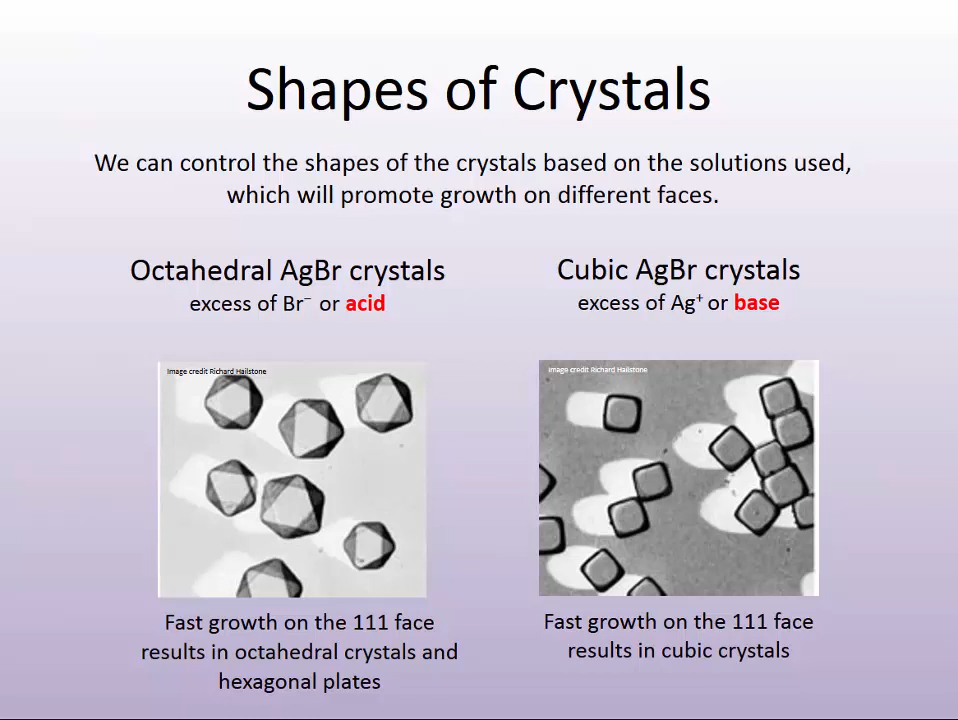 Shapes of Crystals
We can control the shapes of the crystals based on the solutions used,
which will promote growth on different faces.
Octahedral AgBr crystals
excess of Br⁻ or acid
Image credit Richard Hailstone
Fast growth on the 111 face
results in octahedral crystals and
hexagonal plates
Cubic AgBr crystals
excess of Ag⁺ or base
Image credit Richard Hailstone
Fast growth on the 111 face
results in cubic crystals